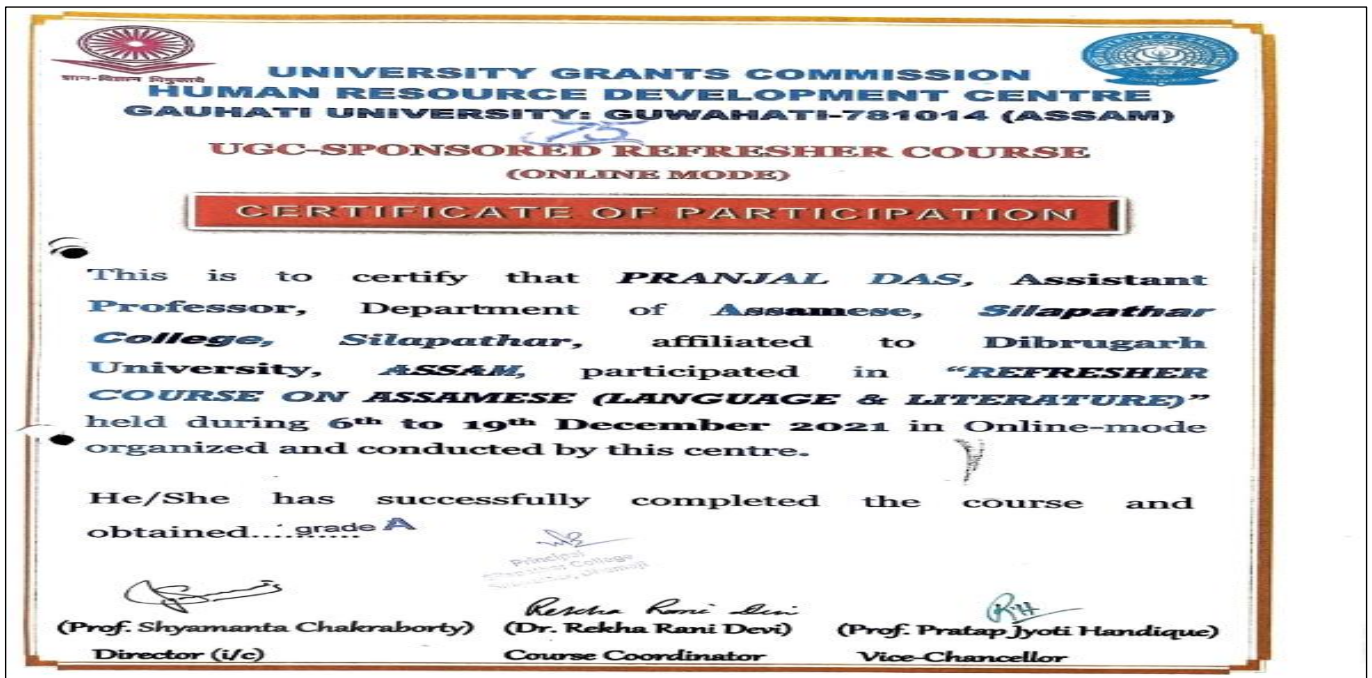 ज्ञान-विज्ञान विमुक्तये
UNIVERSITY GRANTS COMMISSION
HUMAN RESOURCE DEVELOPMENT CENTRE
GAUHATI UNIVERSITY: GUWAHATI-781014 (ASSAM)
UGC-SPONSORED REFRESHER COURSE
(ONLINE MODE)
CERTIFICATE OF PARTICIPATION
This is to certify that PRANJAL DAS, Assistant
Professor, Department of Assamese, Silapathar
College, Silapathar, affiliated to Dibrugarh
University, ASSAM, participated in “REFRESHER
COURSE ON ASSAMESE (LANGUAGE & LITERATURE)”
held during 6th to 19th December 2021 in Online-mode
organized and conducted by this centre.
He/She has successfully completed the course and
obtained.....grade A
Principal
College
Rekha Rani Devi
(Prof. Shyamanta Chakraborty) (Dr. Rekha Rani Devi) (Prof. Pratap Jyoti Handique)
Director (i/c) Course Coordinator Vice-Chancellor